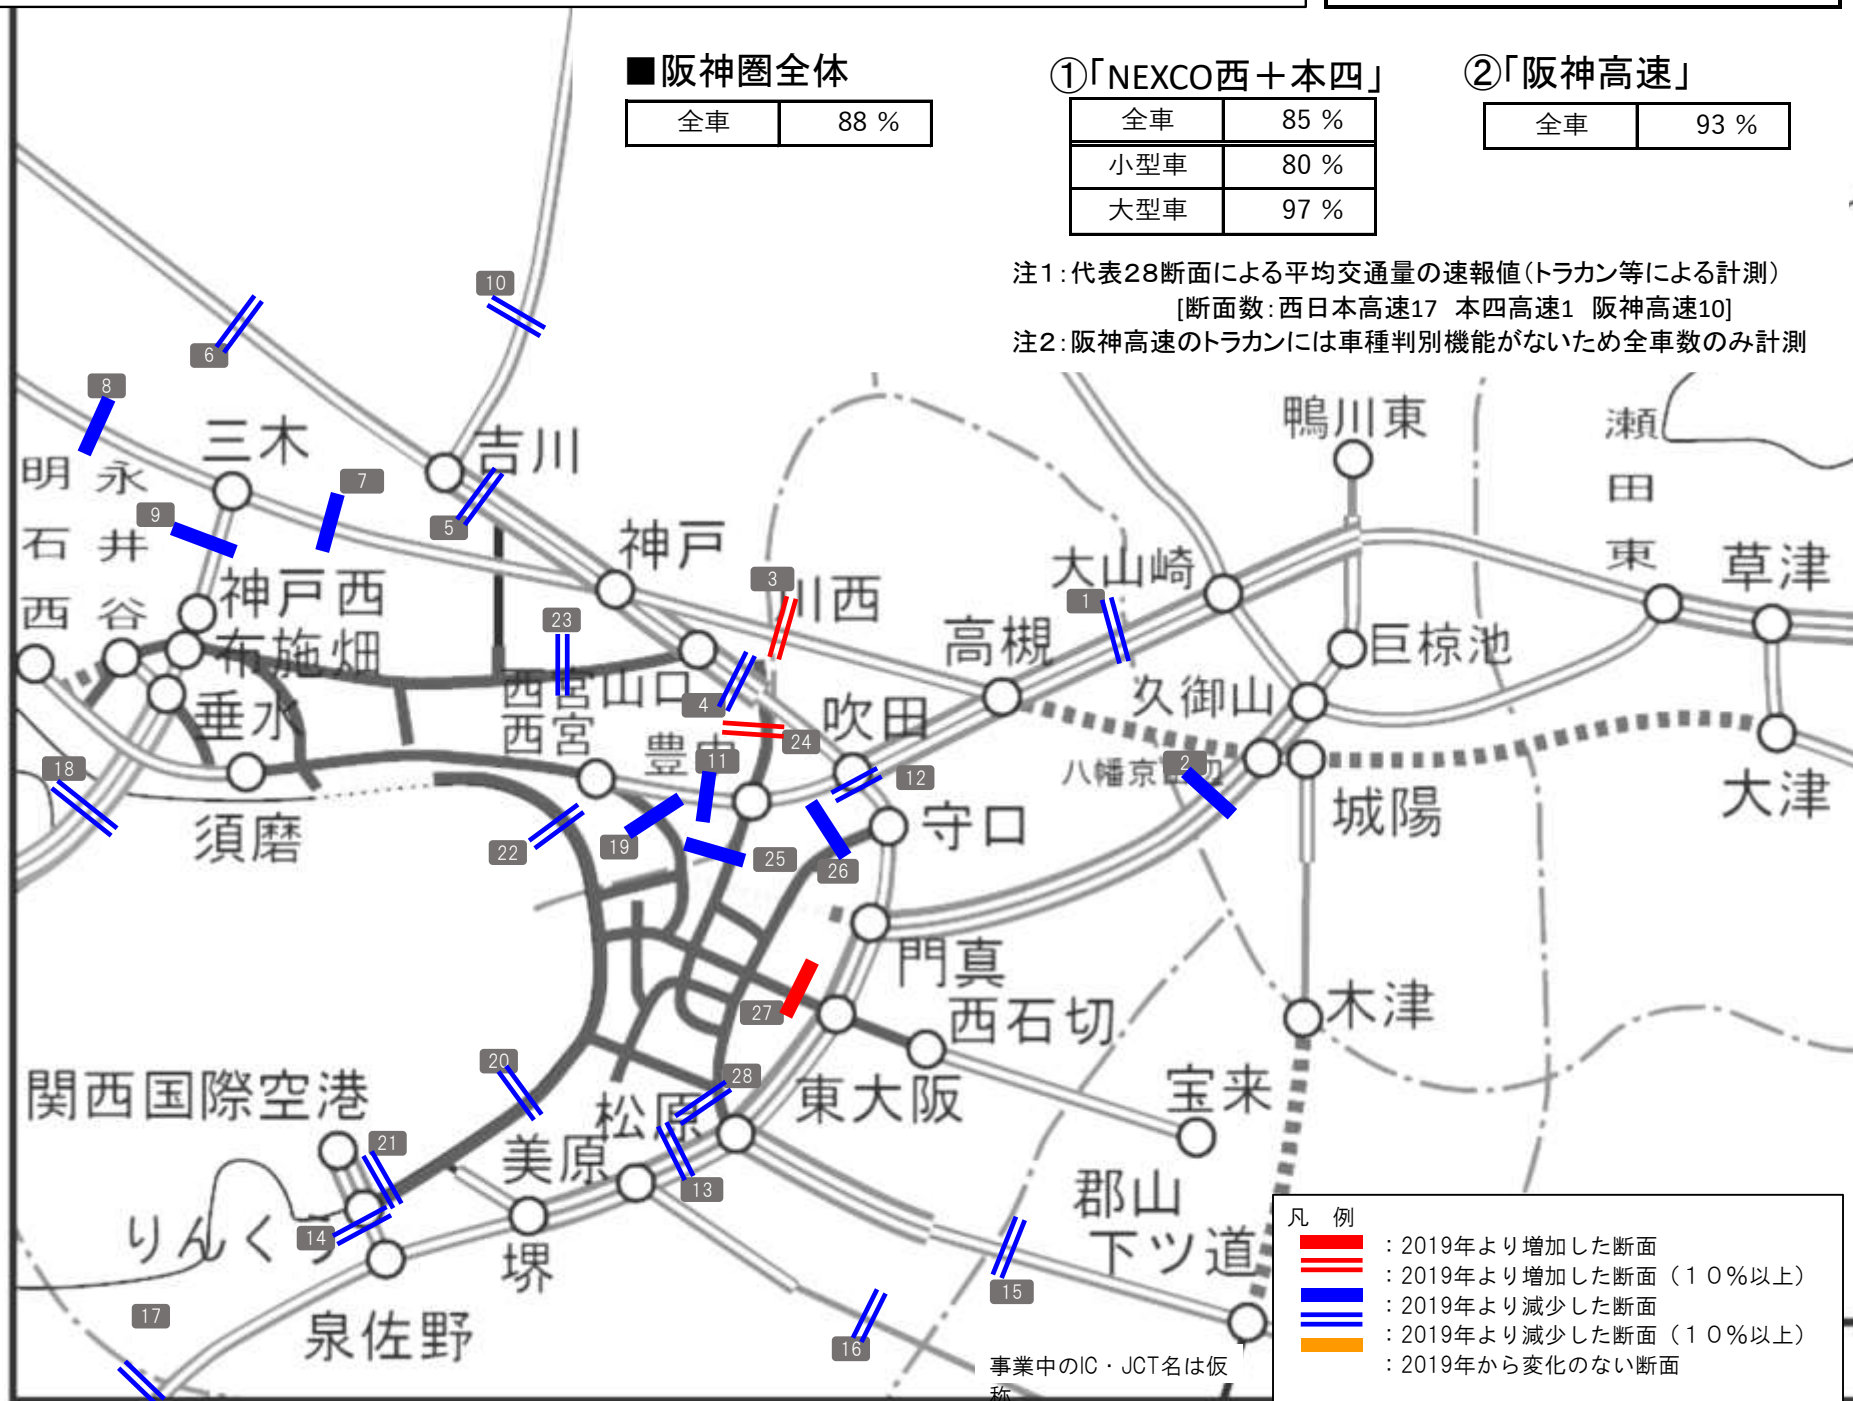 ■阪神圏全体
全車 88 %
①「NEXCO西＋本四」
全車 85 %
小型車 80 %
大型車 97 %
②「阪神高速」
全車 93 %
注1：代表28断面による平均交通量の速報値（トラカン等による計測）
[断面数：西日本高速17 本四高速1 阪神高速10]
注2：阪神高速のトラカンには車種判別機能がないため全車数のみ計測
10
6
8
三木
吉川
鴨川東
瀬田東
明石西
永井谷
7
9
5
神戸
大山崎
草津
神戸西
3
川西
1
布施畑
23
高槻
巨椋池
西宮山口
久御山
垂水
4
吹田
西宮
24
豊中
11
12
八幡京田辺
2
18
城陽
大津
須磨
守口
22
19
25
26
門真
27
西石切
木津
関西国際空港
20
28
松原
東大阪
宝来
21
美原
13
郡山下ツ道
りんくう
14
堺
15
17
泉佐野
16
事業中のIC・JCT名は仮
称
凡 例
：2019年より増加した断面
：2019年より増加した断面（１０％以上）
：2019年より減少した断面
：2019年より減少した断面（１０％以上）
：2019年から変化のない断面